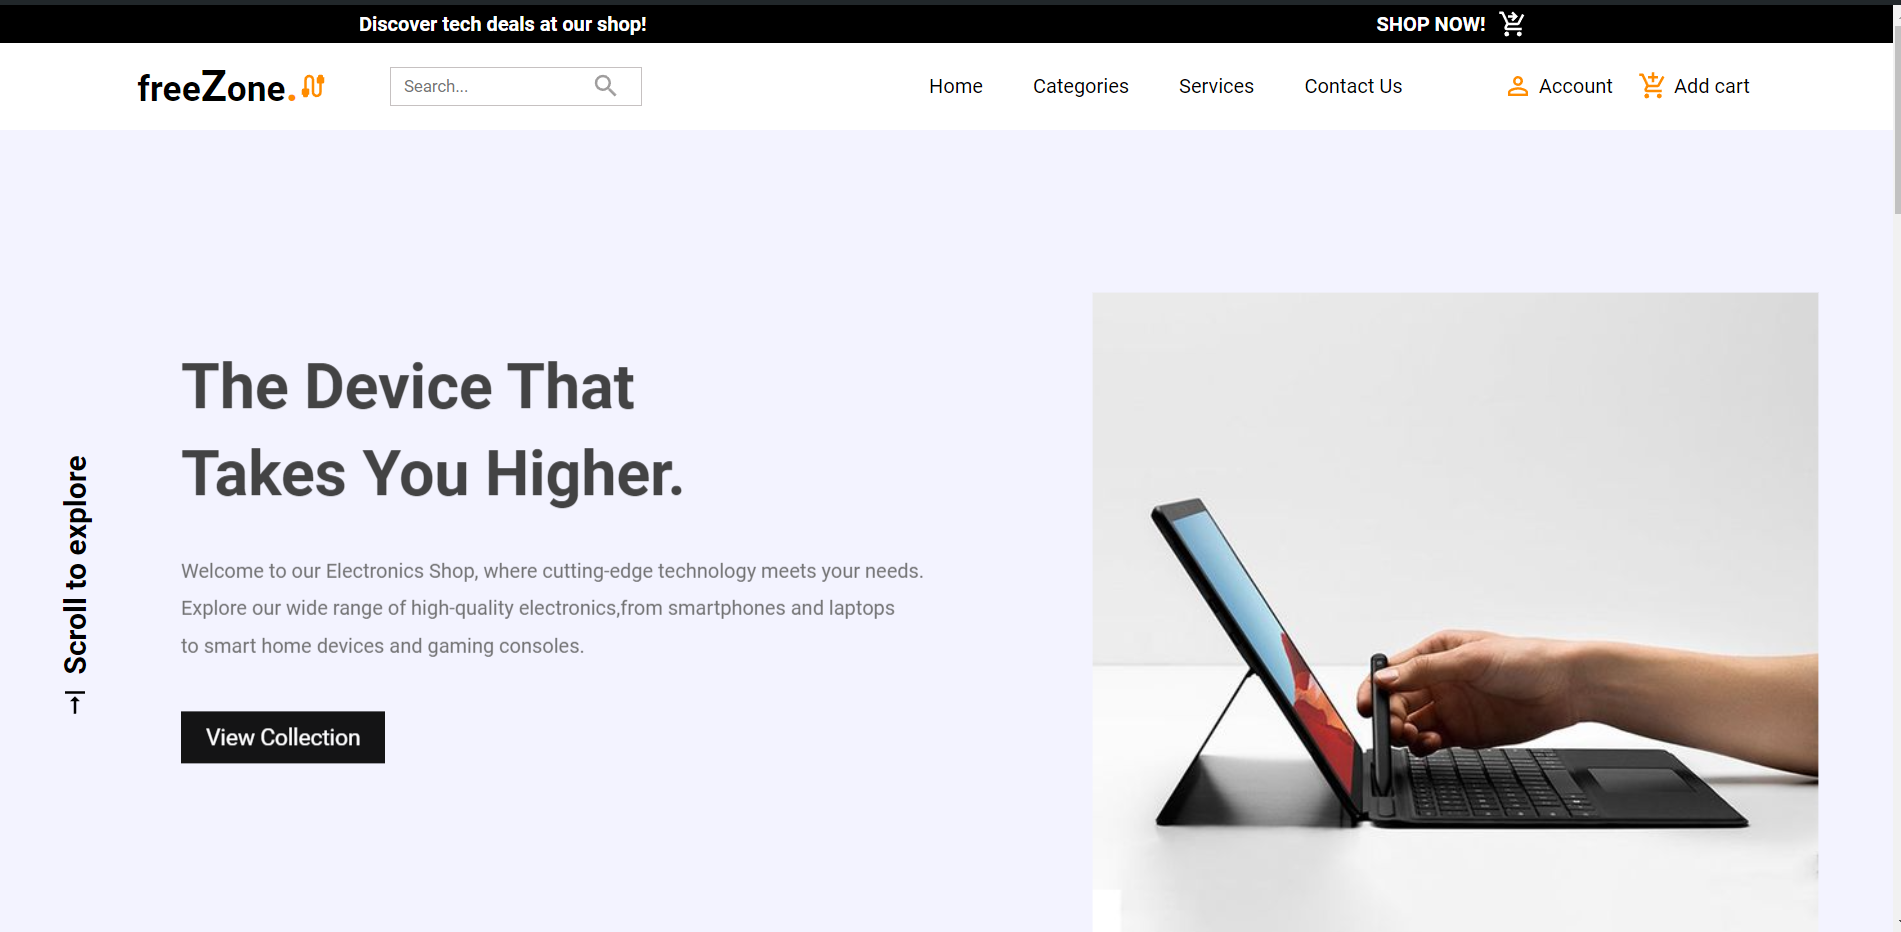 Discover tech deals at our shop!
SHOP NOW!
freeZone.
Search...
Home
Categories
Services
Contact Us
Account
Add cart
The Device That
Takes You Higher.
Scroll to explore
Welcome to our Electronics Shop, where cutting-edge technology meets your needs.
Explore our wide range of high-quality electronics,from smartphones and laptops
to smart home devices and gaming consoles.
View Collection